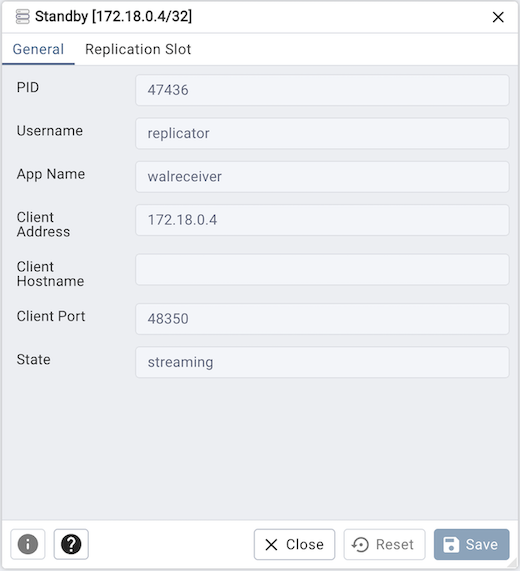 Standby [172.18.0.4/32]
General Replication Slot
PID 47436
Username replicator
App Name walreceiver
Client
Address 172.18.0.4
Client
Hostname
Client Port 48350
State streaming
Close Reset Save